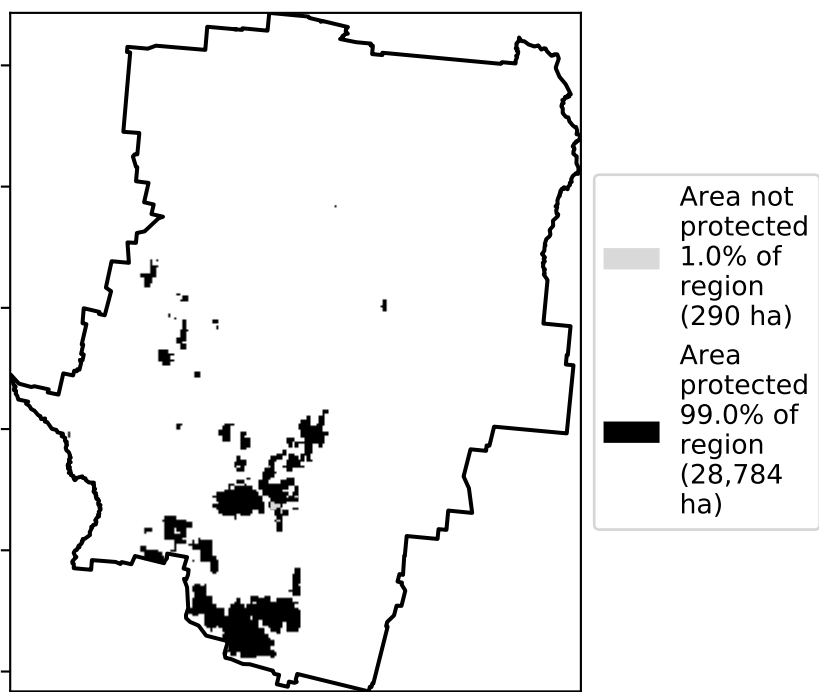 Area not
protected
1.0% of
region
(290 ha)
Area
protected
99.0% of
region
(28,784
ha)